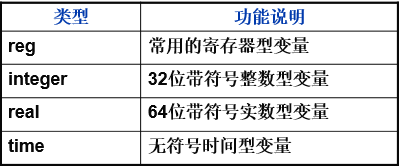 类型 功能说明
reg 常用的寄存器型变量
integer 32位带符号整数型变量
real 64位带符号实数型变量
time 无符号时间型变量